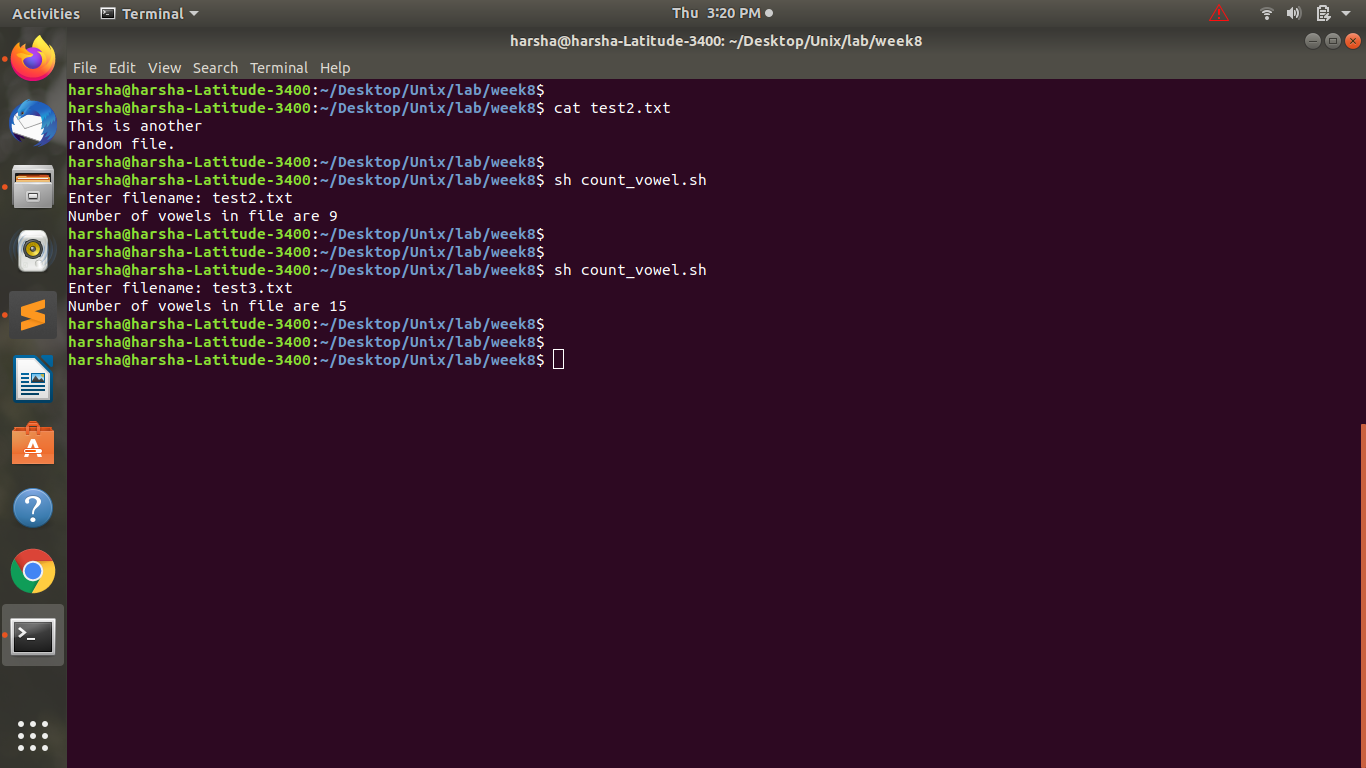 Activities Terminal Thu 3:20 PM
harsha@harsha-Latitude-3400: ~/Desktop/Unix/lab/week8
File Edit View Search Terminal Help
harsha@harsha-Latitude-3400:~/Desktop/Unix/lab/week8$
harsha@harsha-Latitude-3400:~/Desktop/Unix/lab/week8$ cat test2.txt
This is another
random file.
harsha@harsha-Latitude-3400:~/Desktop/Unix/lab/week8$
harsha@harsha-Latitude-3400:~/Desktop/Unix/lab/week8$ sh count_vowel.sh
Enter filename: test2.txt
Number of vowels in file are 9
harsha@harsha-Latitude-3400:~/Desktop/Unix/lab/week8$
harsha@harsha-Latitude-3400:~/Desktop/Unix/lab/week8$
harsha@harsha-Latitude-3400:~/Desktop/Unix/lab/week8$ sh count_vowel.sh
Enter filename: test3.txt
Number of vowels in file are 15
harsha@harsha-Latitude-3400:~/Desktop/Unix/lab/week8$
harsha@harsha-Latitude-3400:~/Desktop/Unix/lab/week8$
harsha@harsha-Latitude-3400:~/Desktop/Unix/lab/week8$